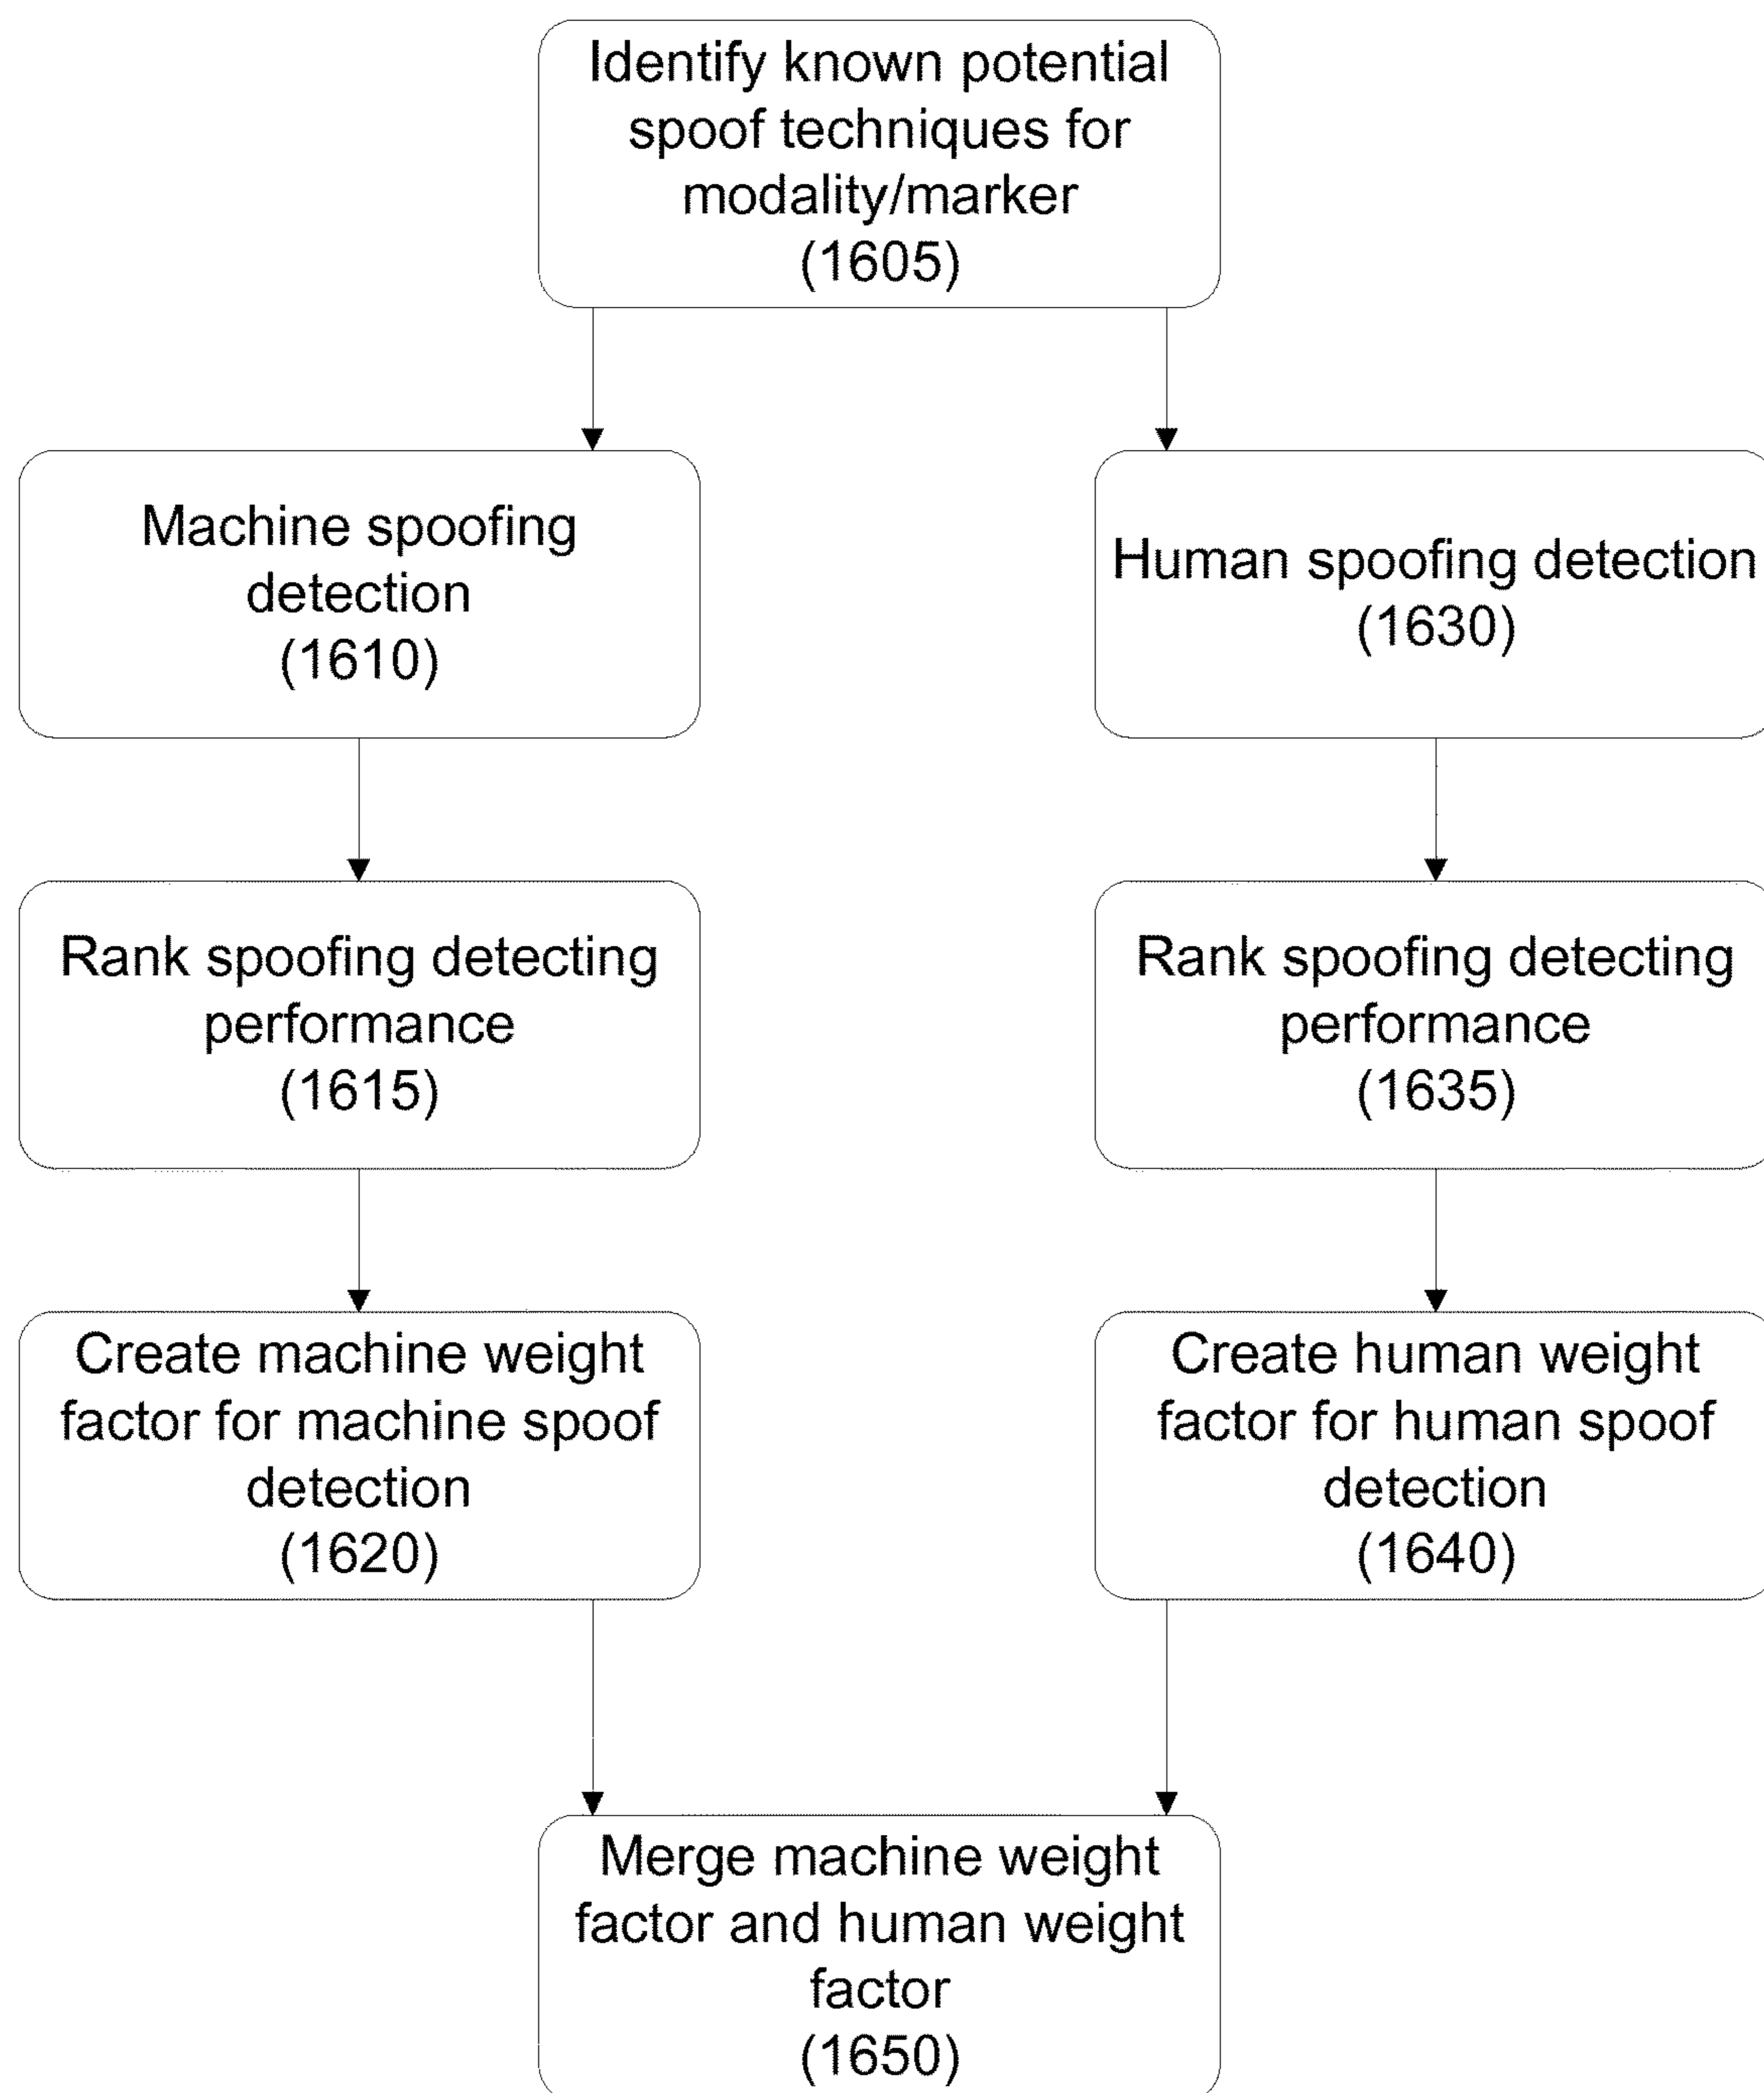 Identify known potential
spoof techniques for
modality/marker
(1605)
Machine spoofing
detection
(1610)
Human spoofing detection
(1630)
Rank spoofing detecting
performance
(1615)
Rank spoofing detecting
performance
(1635)
Create machine weight
factor for machine spoof
detection
(1620)
Create human weight
factor for human spoof
detection
(1640)
Merge machine weight
factor and human weight
factor
(1650)